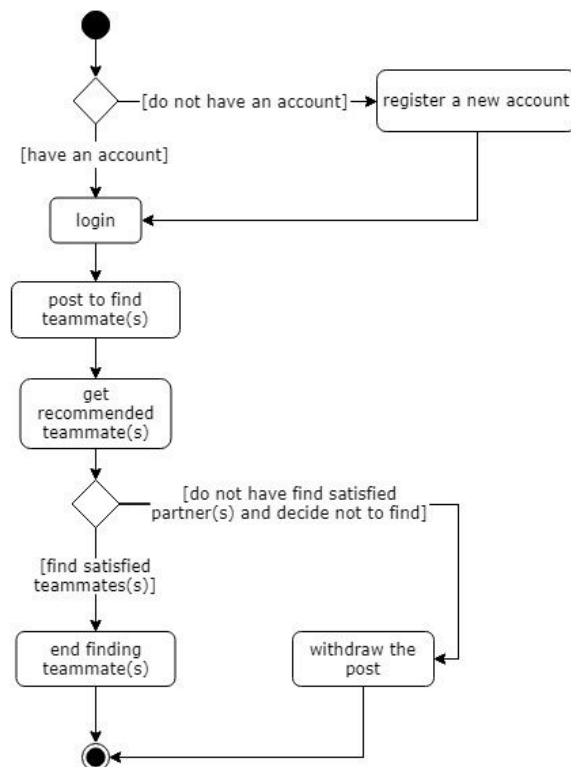 [do not have an account]
register a new account
[have an account]
login
post to find
teammate(s)
get
recommended
teammate(s)
[do not have find satisfied
partner(s) and decide not to find]
[find satisfied
teammates(s)]
end finding
teammate(s)
withdraw the
post